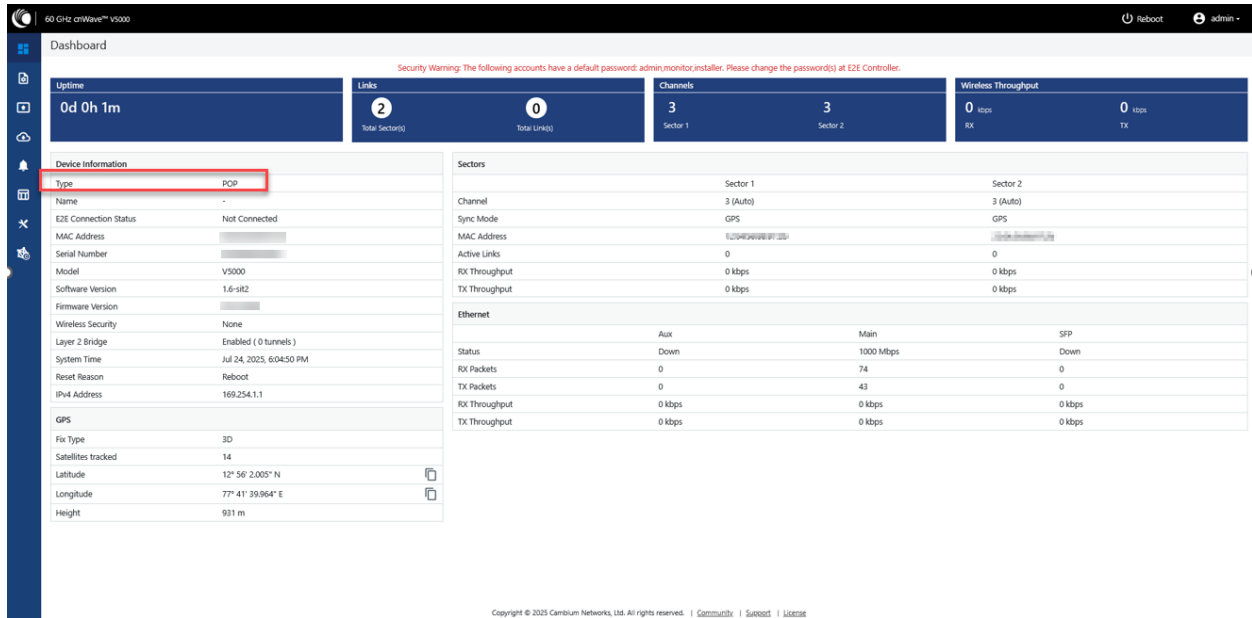 60 GHz cnWave™ V5000
Reboot
admin
Dashboard
Security Warning: The following accounts have a default password: admin,monitor,installer. Please change the password(s) at E2E Controller.
Uptime
0d 0h 1m
Links
2 0
Total Sector(s) Total Link(s)
Channels
3 3
Sector 1 Sector 2
Wireless Throughput
0 kbps 0 kbps
RX TX
Device Information
Type POP
Name -
E2E Connection Status Not Connected
MAC Address
Serial Number
Model V5000
Software Version 1.6-sit2
Firmware Version
Wireless Security None
Layer 2 Bridge Enabled ( 0 tunnels )
System Time Jul 24, 2025, 6:04:50 PM
Reset Reason Reboot
IPv4 Address 169.254.1.1
GPS
Fix Type 3D
Satellites tracked 14
Latitude 12° 56' 2.005" N
Longitude 77° 41' 39.964" E
Height 931 m
Sectors
Sector 1 Sector 2
Channel 3 (Auto) 3 (Auto)
Sync Mode GPS GPS
MAC Address
Active Links 0 0
RX Throughput 0 kbps 0 kbps
TX Throughput 0 kbps 0 kbps
Ethernet
Aux Main SFP
Status Down 1000 Mbps Down
RX Packets 0 74 0
TX Packets 0 43 0
RX Throughput 0 kbps 0 kbps 0 kbps
TX Throughput 0 kbps 0 kbps 0 kbps
Copyright © 2025 Cambium Networks, Ltd. All rights reserved. | Community | Support | License